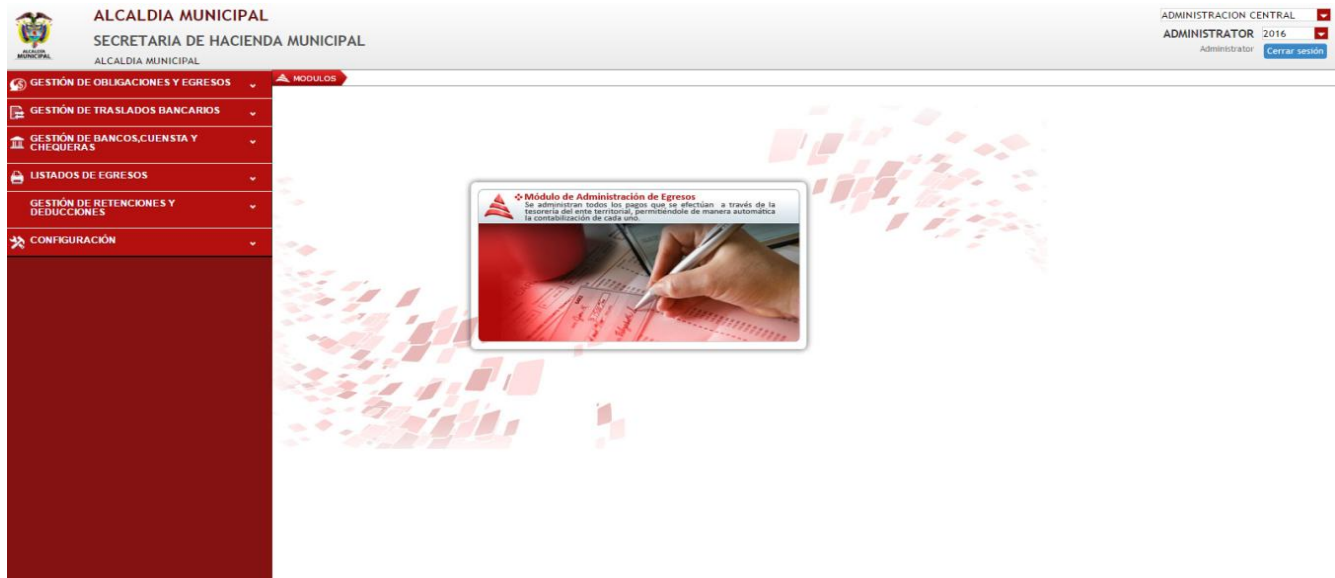 ALCALDIA MUNICIPAL
SECRETARIA DE HACIENDA MUNICIPAL
ALCALDIA MUNICIPAL
ALCALDIA
MUNICIPAL
ADMINISTRACION CENTRAL
ADMINISTRATOR 2016
Administrator Cerrar sesión
MODULOS
GESTIÓN DE OBLIGACIONES Y EGRESOS
GESTIÓN DE TRASLADOS BANCARIOS
GESTIÓN DE BANCOS,CUENSTA Y
CHEQUERAS
LISTADOS DE EGRESOS
GESTIÓN DE RETENCIONES Y
DEDUCCIONES
CONFIGURACIÓN
Módulo de Administración de Egresos
Se administran todos los pagos que se efectúan a través de la
tesorería del ente territorial, permitiéndole de manera automática
la contabilización de cada uno.